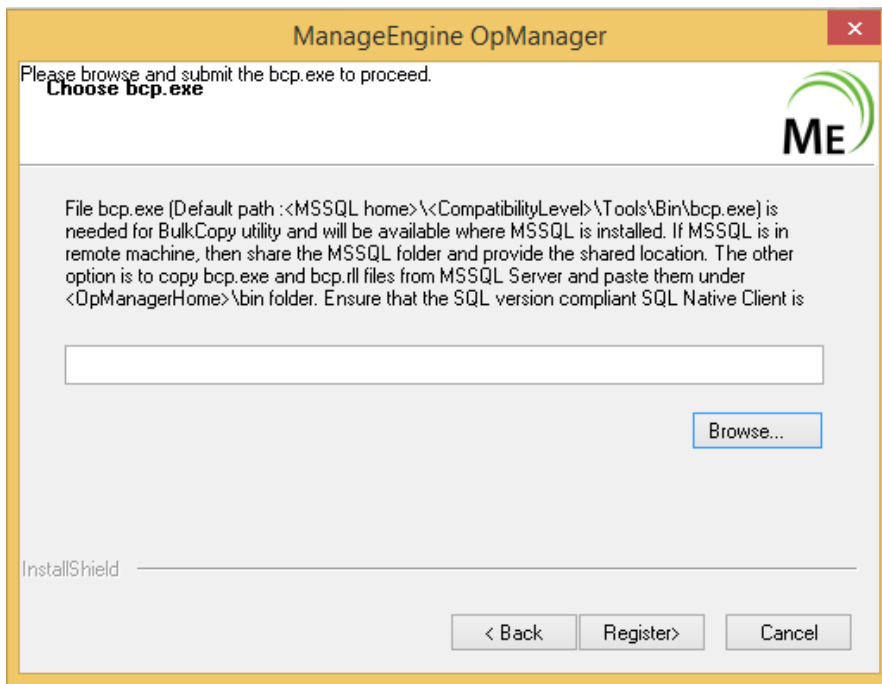 ManageEngine OpManager
×
Please browse and submit the bcp.exe to proceed.
Choose bcp.exe
ME
File bcp.exe (Default path :<MSSQL home>\<CompatibilityLevel>\Tools\Bin\bcp.exe) is
needed for BulkCopy utility and will be available where MSSQL is installed. If MSSQL is in
remote machine, then share the MSSQL folder and provide the shared location. The other
option is to copy bcp.exe and bcp.rll files from MSSQL Server and paste them under
<OpManagerHome>\bin folder. Ensure that the SQL version compliant SQL Native Client is
Browse...
InstallShield
< Back
Register>
Cancel